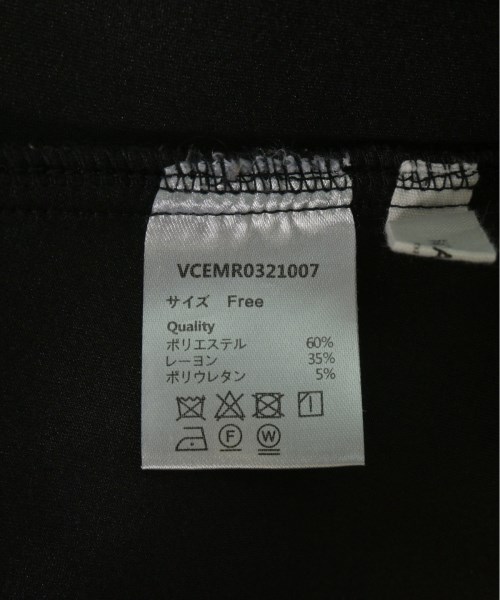 VCEMR0321007
サイズ Free
Quality
ポリエステル 60%
レーヨン 35%
ポリウレタン 5%
F W